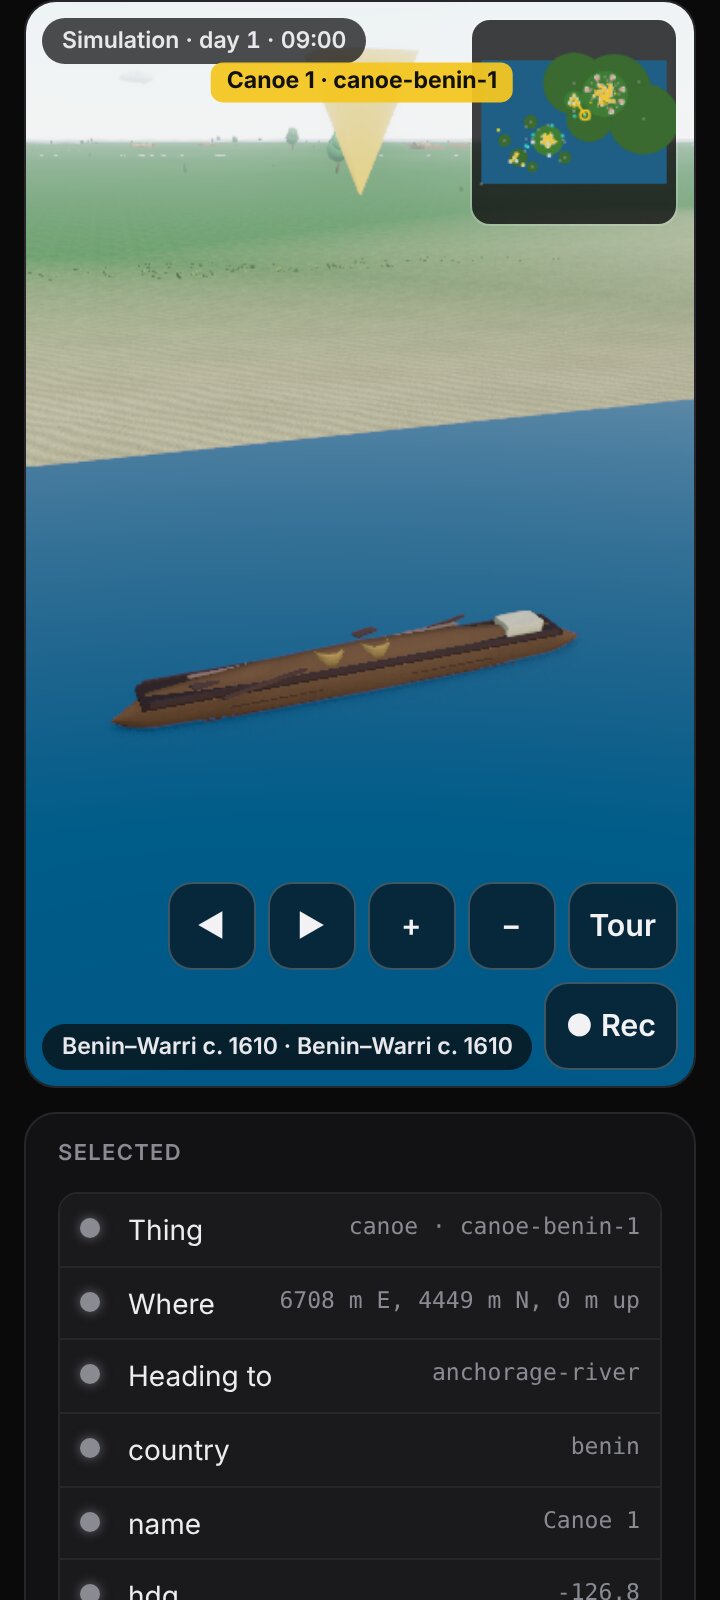 Simulation · day 1 · 09:00
Canoe 1 · canoe-benin-1
◀ ▶ + − Tour
● Rec
Benin–Warri c. 1610 · Benin–Warri c. 1610
SELECTED
Thing canoe · canoe-benin-1
Where 6708 m E, 4449 m N, 0 m up
Heading to anchorage-river
country benin
name Canoe 1
hdg -126.8